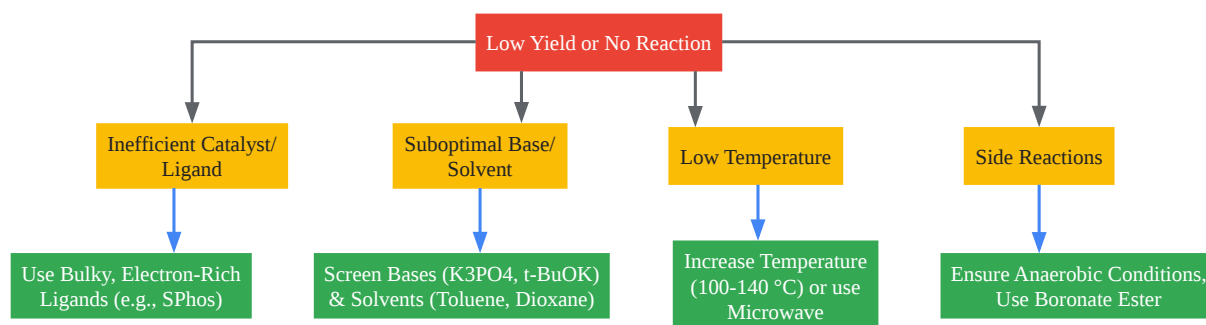 Low Yield or No Reaction
Inefficient Catalyst/
Ligand
Suboptimal Base/
Solvent
Low Temperature
Side Reactions
Use Bulky, Electron-Rich
Ligands (e.g., SPhos)
Screen Bases (K3PO4, t-BuOK)
& Solvents (Toluene, Dioxane)
Increase Temperature
(100-140 °C) or use
Microwave
Ensure Anaerobic Conditions,
Use Boronate Ester